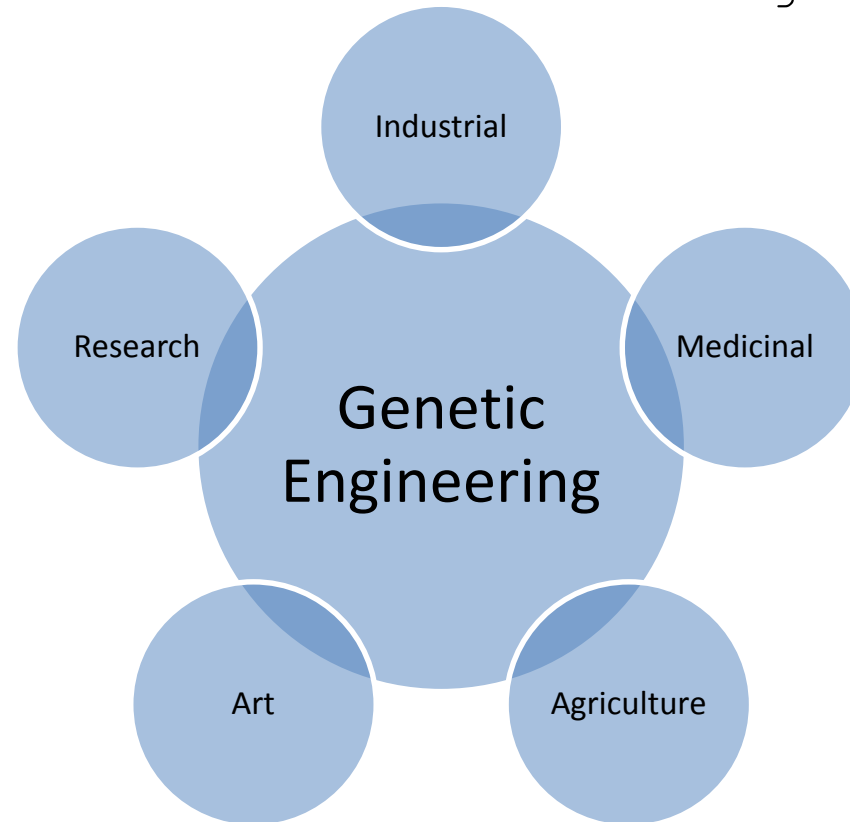 Industrial
Research
Medicinal
Genetic
Engineering
Art
Agriculture